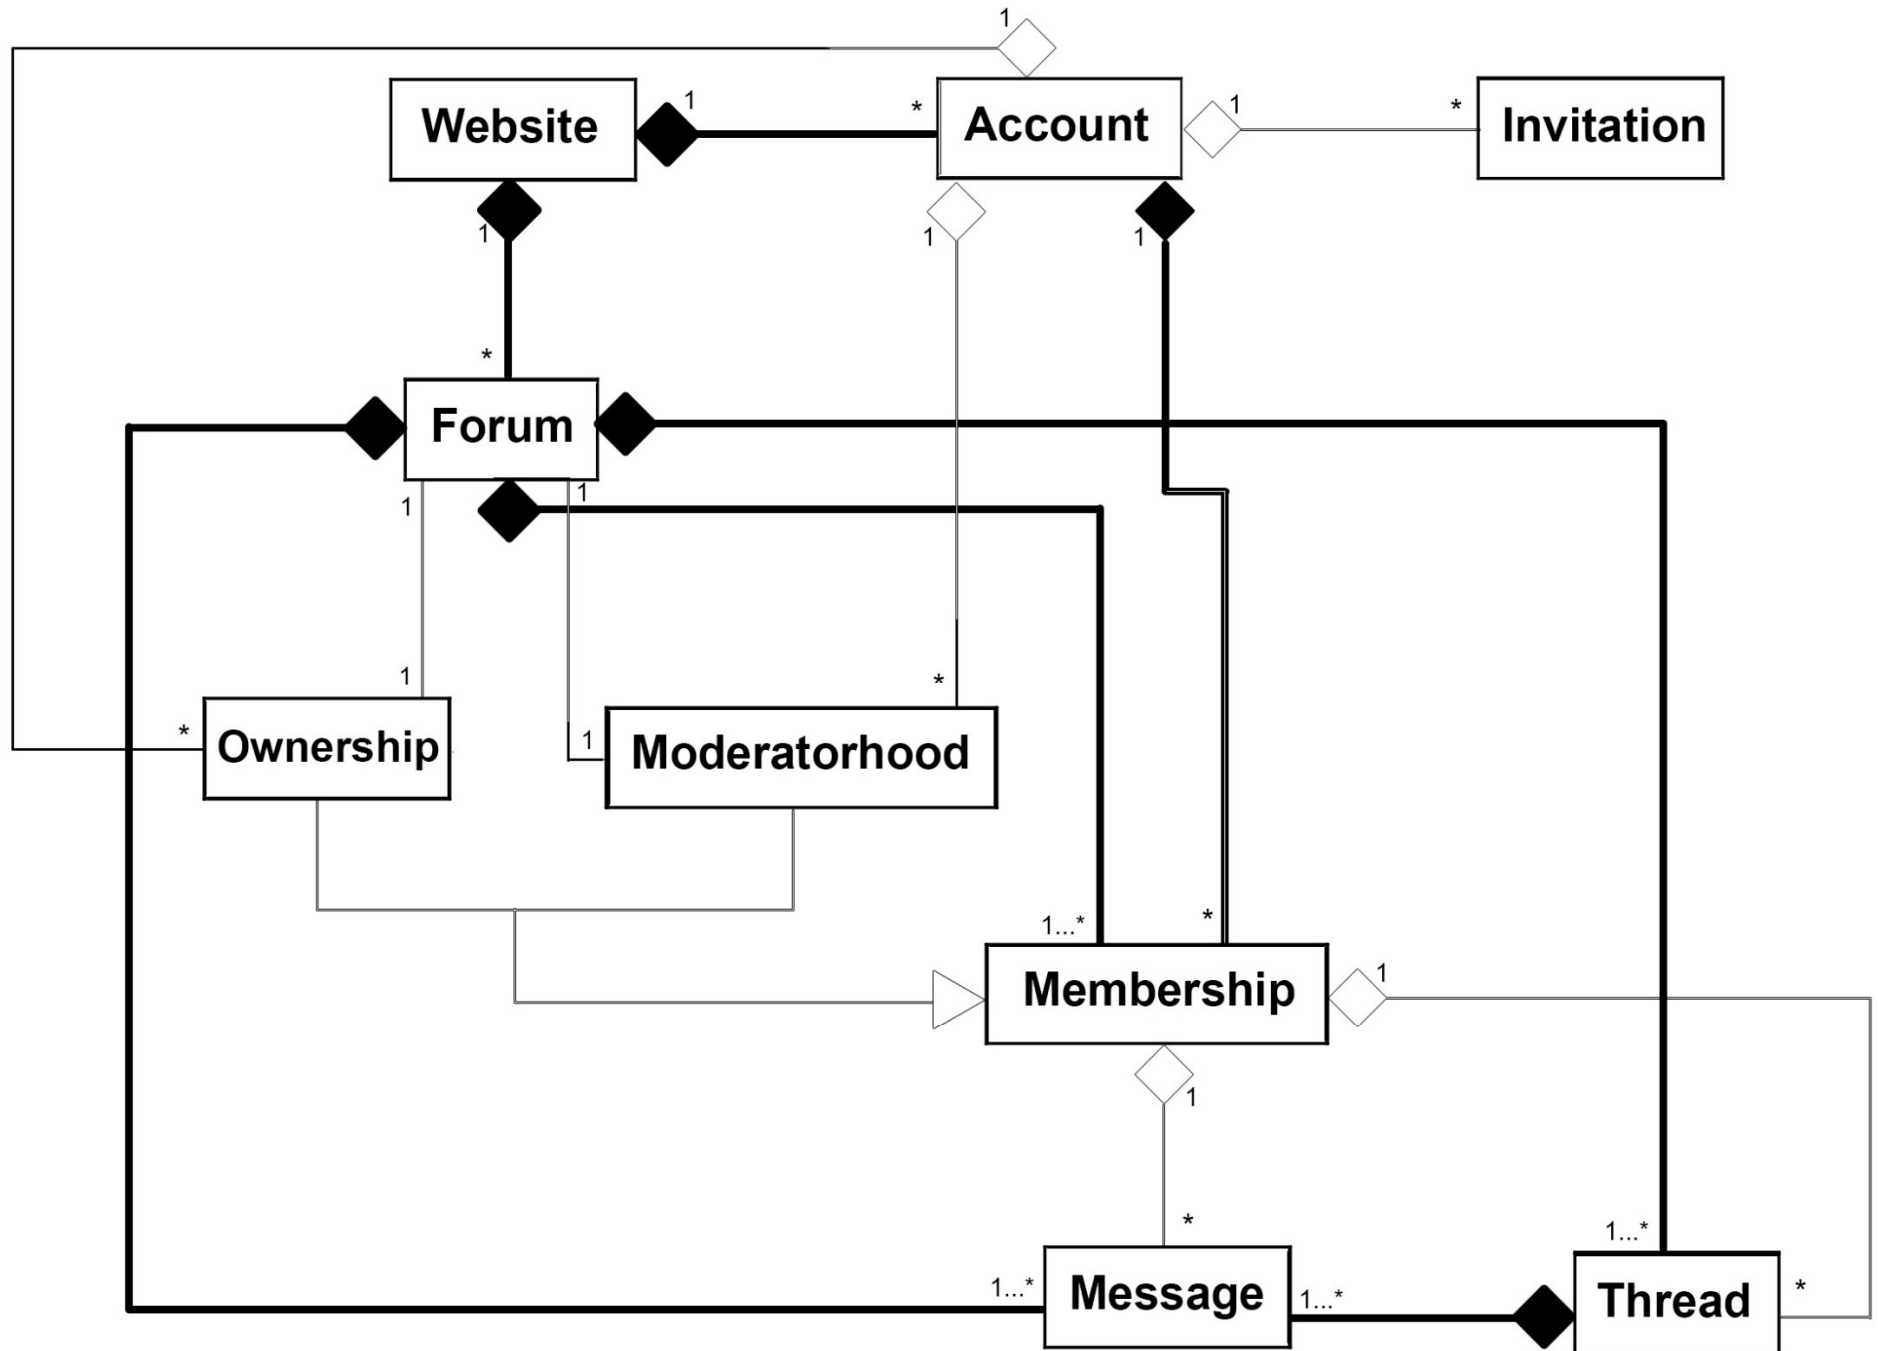 1
Website
1
*
Account
1
*
Invitation
1
1
1
*
Forum
1
1
1
*
1
*
Ownership
Moderatorhood
1...*
*
Membership
1
1
*
1...*
1...*
Message
1...*
Thread
*